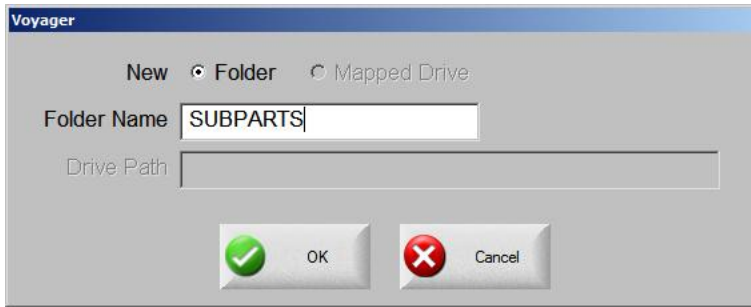 Voyager
New Folder Mapped Drive
Folder Name SUBPARTS
Drive Path
OK Cancel